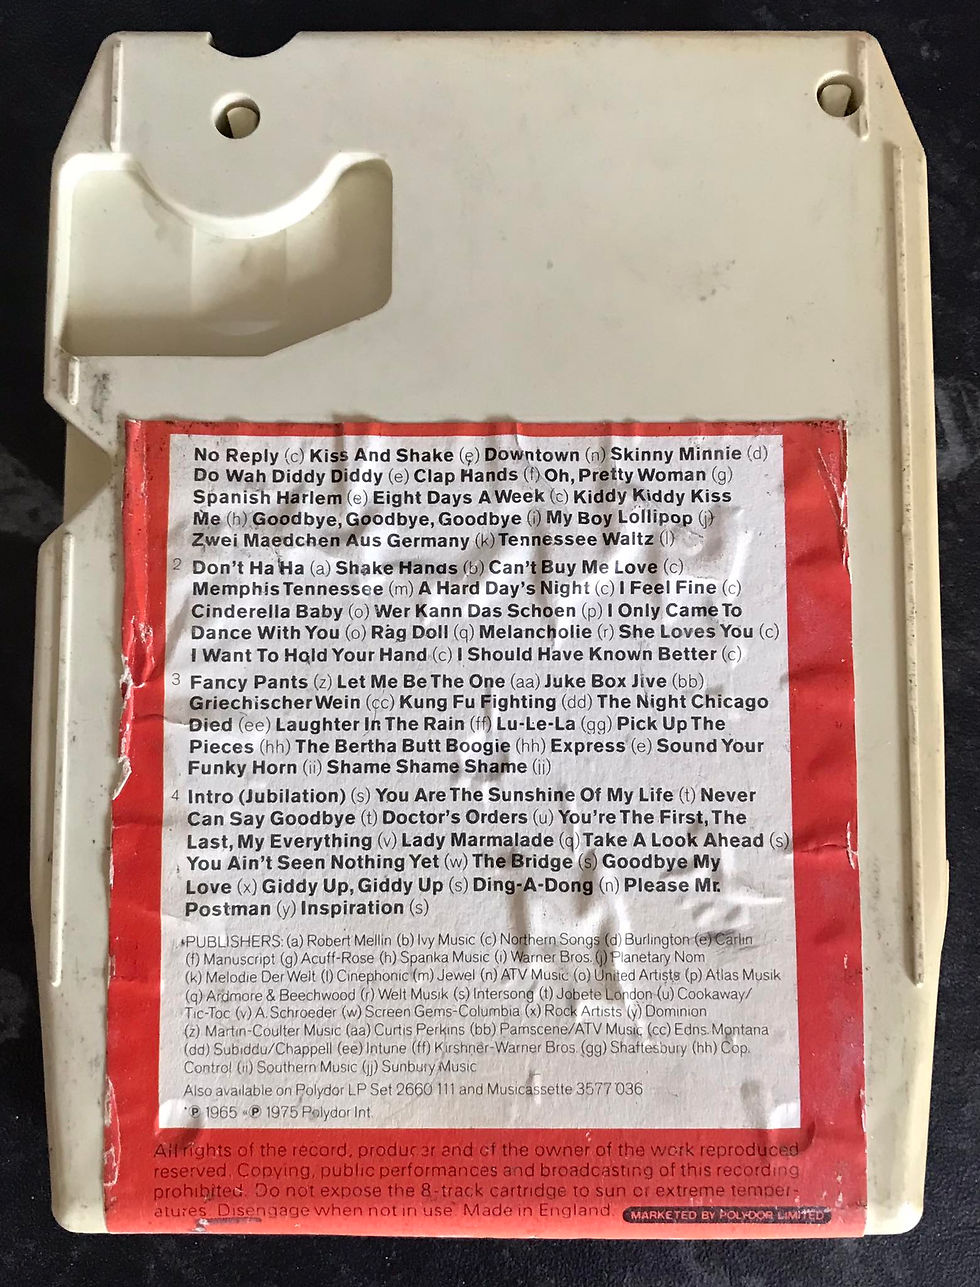 No Reply (c) Kiss And Shake (e) Downtown (n) Skinny Minnie (d)
Do Wah Diddy Diddy (e) Clap Hands (f) Oh, Pretty Woman (g)
Spanish Harlem (e) Eight Days A Week (c) Kiddy Kiddy Kiss
Me (h) Goodbye, Goodbye, Goodbye (i) My Boy Lollipop (j)
Zwei Maedchen Aus Germany (k) Tennessee Waltz (l)
2 Don't Ha Ha (a) Shake Hands (b) Can't Buy Me Love (c)
Memphis Tennessee (m) A Hard Day's Night (c) I Feel Fine (c)
Cinderella Baby (o) Wer Kann Das Schoen (p) I Only Came To
Dance With You (o) Rag Doll (q) Melancholie (r) She Loves You (c)
I Want To Hold Your Hand (c) I Should Have Known Better (c)
3 Fancy Pants (z) Let Me Be The One (aa) Juke Box Jive (bb)
Griechischer Wein (cc) Kung Fu Fighting (dd) The Night Chicago
Died (ee) Laughter In The Rain (ff) Lu-Le-La (gg) Pick Up The
Pieces (hh) The Bertha Butt Boogie (hh) Express (e) Sound Your
Funky Horn (ii) Shame Shame Shame (ii)
4 Intro (Jubilation) (s) You Are The Sunshine Of My Life (t) Never
Can Say Goodbye (t) Doctor's Orders (u) You're The First, The
Last, My Everything (v) Lady Marmalade (q) Take A Look Ahead (s)
You Ain't Seen Nothing Yet (w) The Bridge (s) Goodbye My
Love (x) Giddy Up, Giddy Up (s) Ding-A-Dong (n) Please Mr.
Postman (y) Inspiration (s)
PUBLISHERS: (a) Robert Mellin (b) Ivy Music (c) Northern Songs (d) Burlington (e) Carlin
(f) Manuscript (g) Acuff-Rose (h) Spanka Music (i) Warner Bros. (j) Planetary Nom
(k) Melodie Der Welt (l) Cinephonic (m) Jewel (n) ATV Music (o) United Artists (p) Atlas Musik
(q) Ardmore & Beechwood (r) Welt Musik (s) Intersong (t) Jobete London (u) Cookaway/
Tic-Toc (v) A. Schroeder (w) Screen Gems-Columbia (x) Rock Artists (y) Dominion
(z) Martin-Coulter Music (aa) Curtis Perkins (bb) Pamscene/ATV Music (cc) Edns. Montana
(dd) Subiddu/Chappell (ee) Intune (ff) Kirshner-Warner Bros. (gg) Shaftesbury (hh) Cop.
Control (ii) Southern Music (jj) Sunbury Music
Also available on Polydor LP Set 2660 111 and Musicassette 3577 036
℗ 1965 ℗ 1975 Polydor Int.
All rights of the record, producer and of the owner of the work reproduced
reserved. Copying, public performances and broadcasting of this recording
prohibited. Do not expose the 8-track cartridge to sun or extreme temper-
atures. Disengage when not in use. Made in England. MARKETED BY POLYDOR LIMITED